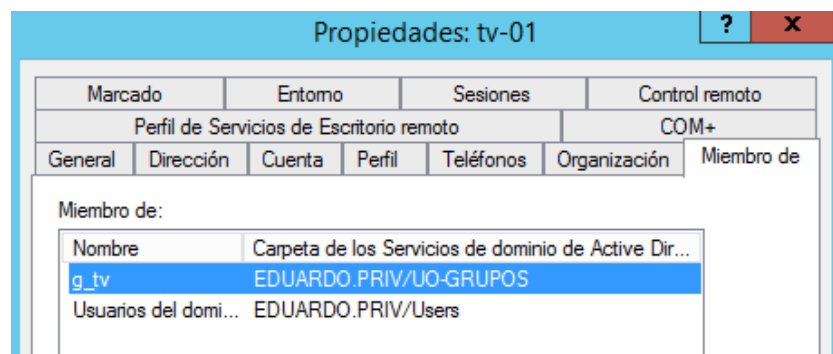 Propiedades: tv-01 ? x
Marcado Entorno Sesiones Control remoto
Perfil de Servicios de Escritorio remoto COM+
General Dirección Cuenta Perfil Teléfonos Organización Miembro de
Miembro de:
Nombre Carpeta de los Servicios de dominio de Active Dir...
g_tv EDUARDO.PRIV/UO-GRUPOS
Usuarios del domi... EDUARDO.PRIV/Users